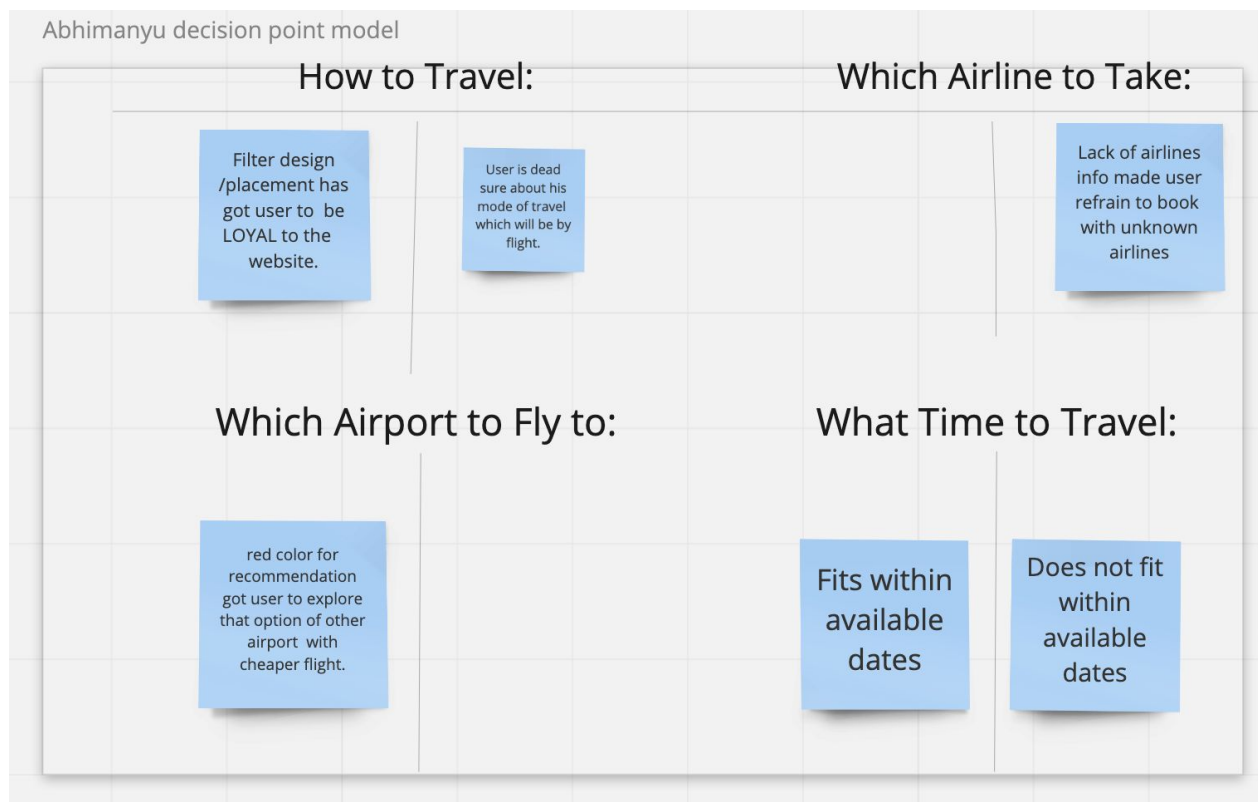 Abhimanyu decision point model
How to Travel:
Filter design
/placement has
got user to be
LOYAL to the
website.
User is dead
sure about his
mode of travel
which will be by
flight.
Which Airline to Take:
Lack of airlines
info made user
refrain to book
with unknown
airlines
Which Airport to Fly to:
red color for
recommendation
got user to explore
that option of other
airport with
cheaper flight.
What Time to Travel:
Fits within
available
dates
Does not fit
within
available
dates